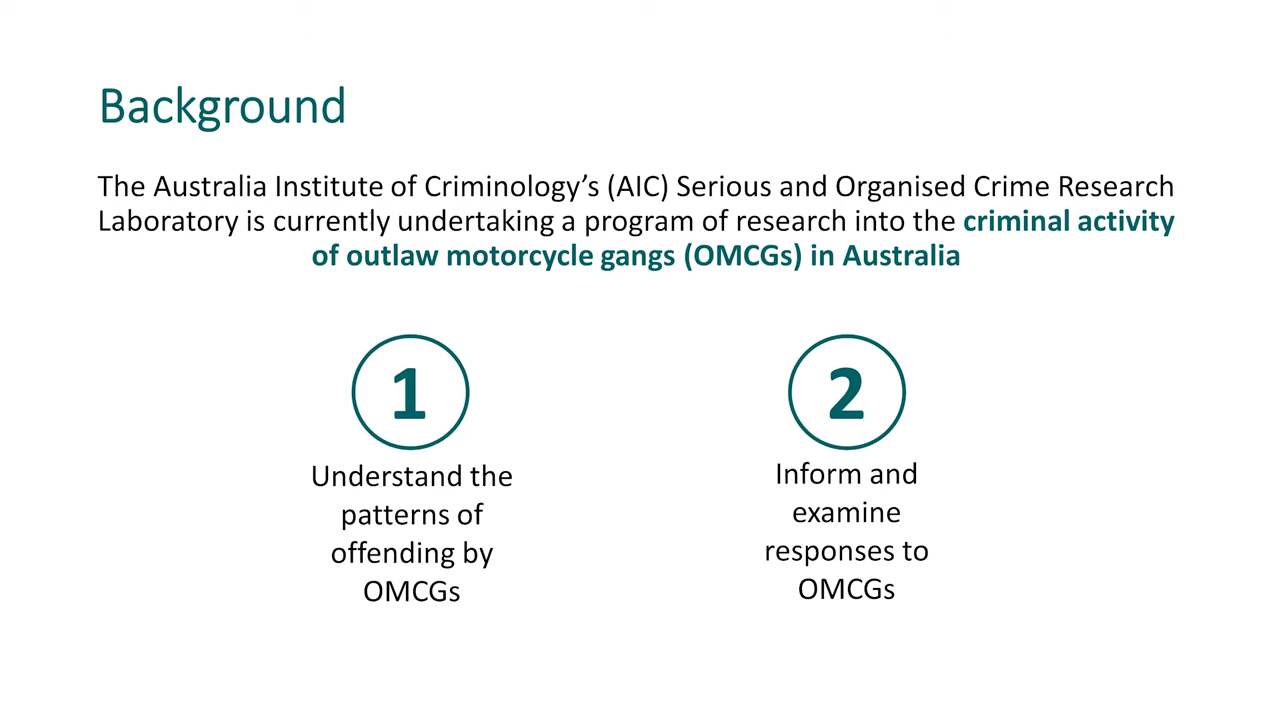 Background
The Australia Institute of Criminology’s (AIC) Serious and Organised Crime Research
Laboratory is currently undertaking a program of research into the criminal activity
of outlaw motorcycle gangs (OMCGs) in Australia
1
Understand the
patterns of
offending by
OMCGs
2
Inform and
examine
responses to
OMCGs